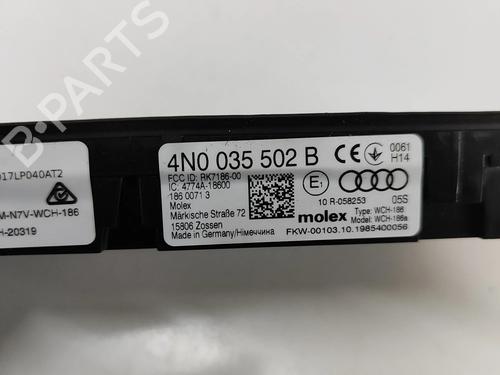 017LP040AT2
M-N7V-WCH-186
H-20319
4N0 035 502 B
FCC ID: RK7186-00
IC: 4774A-18600
186 0071 3
Molex
Märkische Straße 72
15806 Zossen
Made in Germany/Німеччина
CE
0061
H14
E1
10 R-058253
05S
molex
Type: WCH-186
Model: WCH-186a
FKW-00103.10.1985400056
B-PARTS